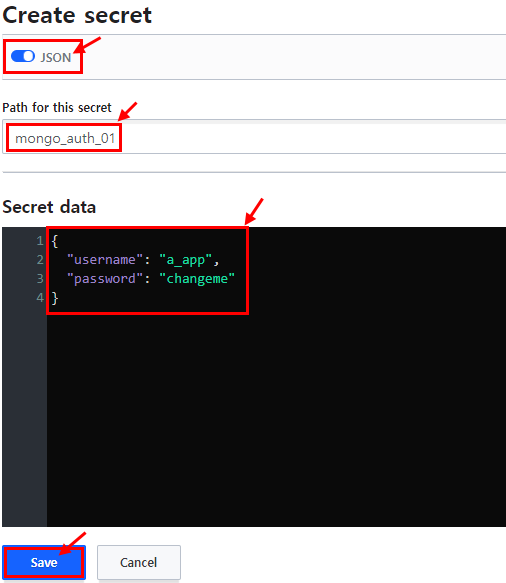 Create secret
JSON
Path for this secret
mongo_auth_01
Secret data
1 {
2 "username": "a_app",
3 "password": "changeme"
4 }
Save Cancel